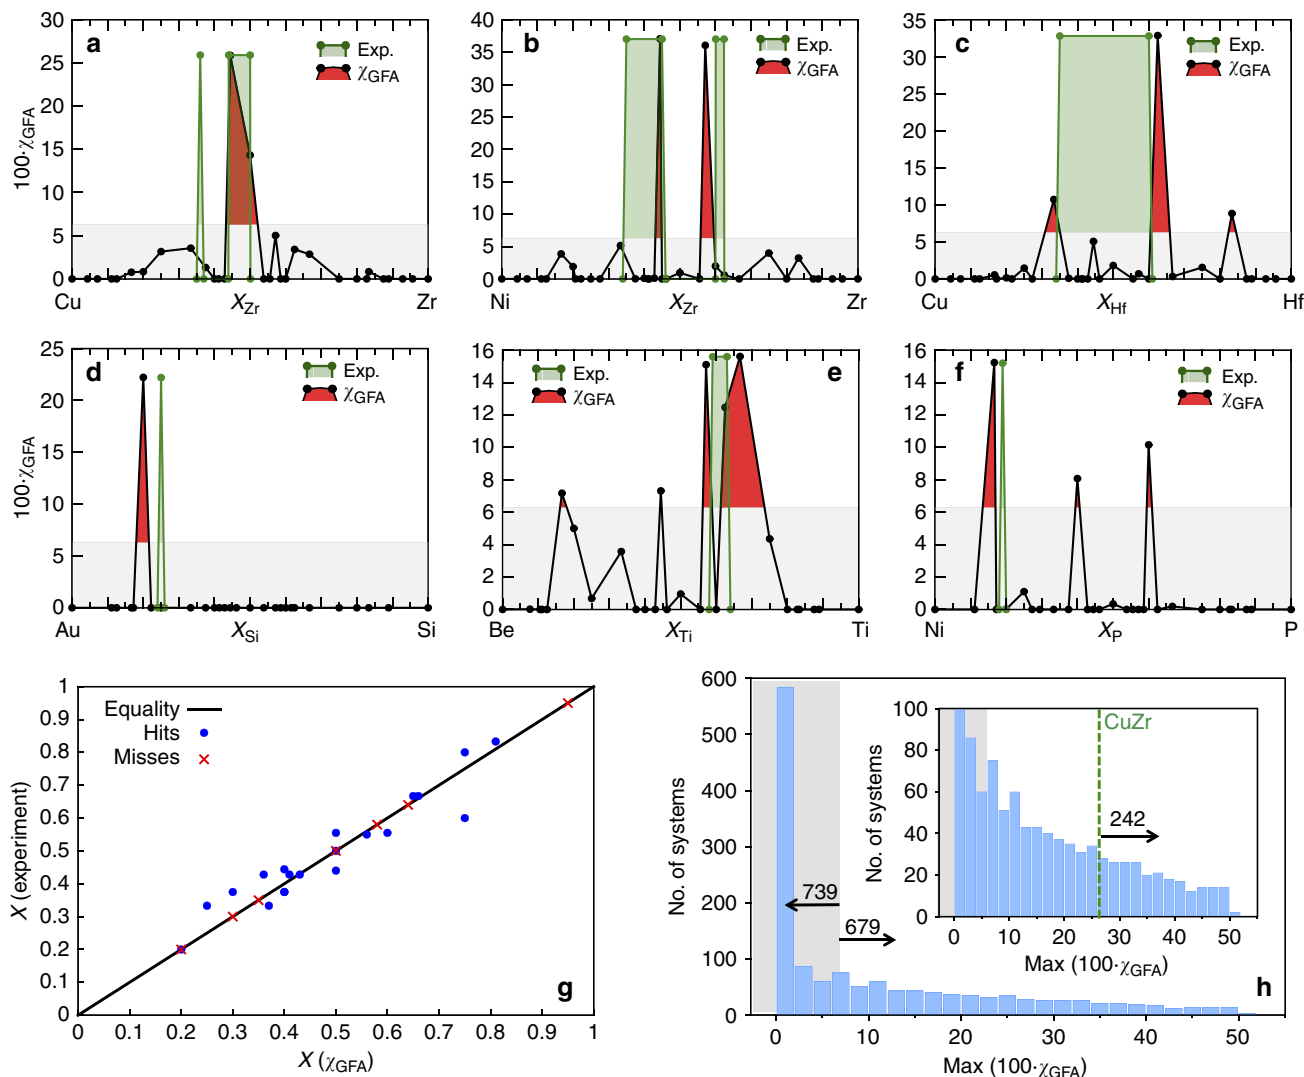 a
100·χGFA
30
25
20
15
10
5
0
Exp.
χGFA
Cu
XZr
Zr
b
40
35
30
25
20
15
10
5
0
Exp.
χGFA
Ni
XZr
Zr
c
35
30
25
20
15
10
5
0
Exp.
χGFA
Cu
XHf
Hf
d
100·χGFA
25
20
15
10
5
0
Exp.
χGFA
Au
XSi
Si
e
16
14
12
10
8
6
4
2
0
Exp.
χGFA
Be
XTi
Ti
f
16
14
12
10
8
6
4
2
0
Exp.
χGFA
Ni
XP
P
g
X (experiment)
1
0.9
0.8
0.7
0.6
0.5
0.4
0.3
0.2
0.1
0
Equality
Hits
Misses
0 0.1 0.2 0.3 0.4 0.5 0.6 0.7 0.8 0.9 1
X (χGFA)
h
No. of systems
600
500
400
300
200
100
0
739
679
0 10 20 30 40 50
Max (100·χGFA)
No. of systems
100
80
60
40
20
0
CuZr
242
0 10 20 30 40 50
Max (100·χGFA)